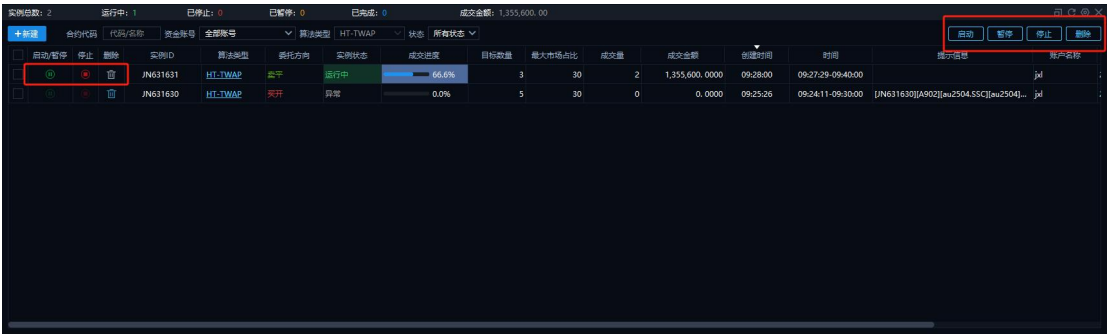 实例总数：2 运行中：1 已停止：0 已暂停：0 已完成：0 成交金额：1,355,600.00
+新建 合约代码 代码/名称 资金账号 全部账号 算法类型 HT-TWAP 状态 所有状态 启动 暂停 停止 删除
启动/暂停 停止 删除 实例ID 算法类型 委托方向 实例状态 成交进度 目标数量 最大市场占比 成交量 成交金额 创建时间 时间 提示信息 账户名称
JN631631 HT-TWAP 卖平 运行中 66.6% 3 30 2 1,355,600.0000 09:28:00 09:27:29-09:40:00 jxl
JN631630 HT-TWAP 买开 异常 0.0% 5 30 0 0.0000 09:25:26 09:24:11-09:30:00 [JN631630][A902][au2504.SSC][au2504]... jxl